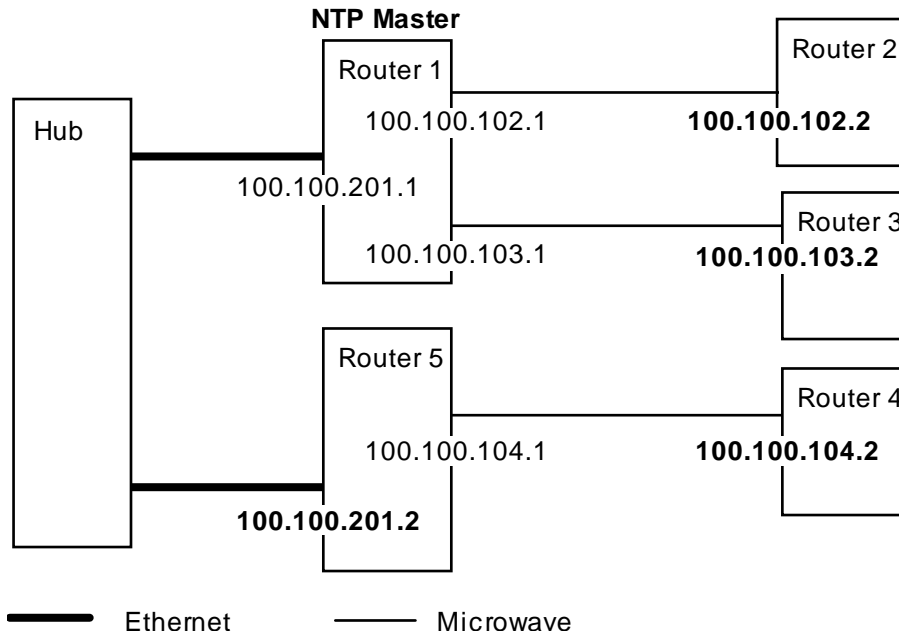 NTP Master
Router 1
Router 2
Hub
100.100.102.1
100.100.102.2
100.100.201.1
Router 3
100.100.103.1
100.100.103.2
Router 5
Router 4
100.100.104.1
100.100.104.2
100.100.201.2
Ethernet
Microwave